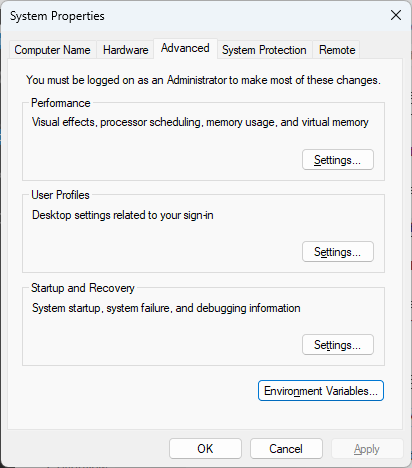 System Properties
Computer Name Hardware Advanced System Protection Remote
You must be logged on as an Administrator to make most of these changes.
Performance
Visual effects, processor scheduling, memory usage, and virtual memory
Settings...
User Profiles
Desktop settings related to your sign-in
Settings...
Startup and Recovery
System startup, system failure, and debugging information
Settings...
Environment Variables...
OK Cancel Apply